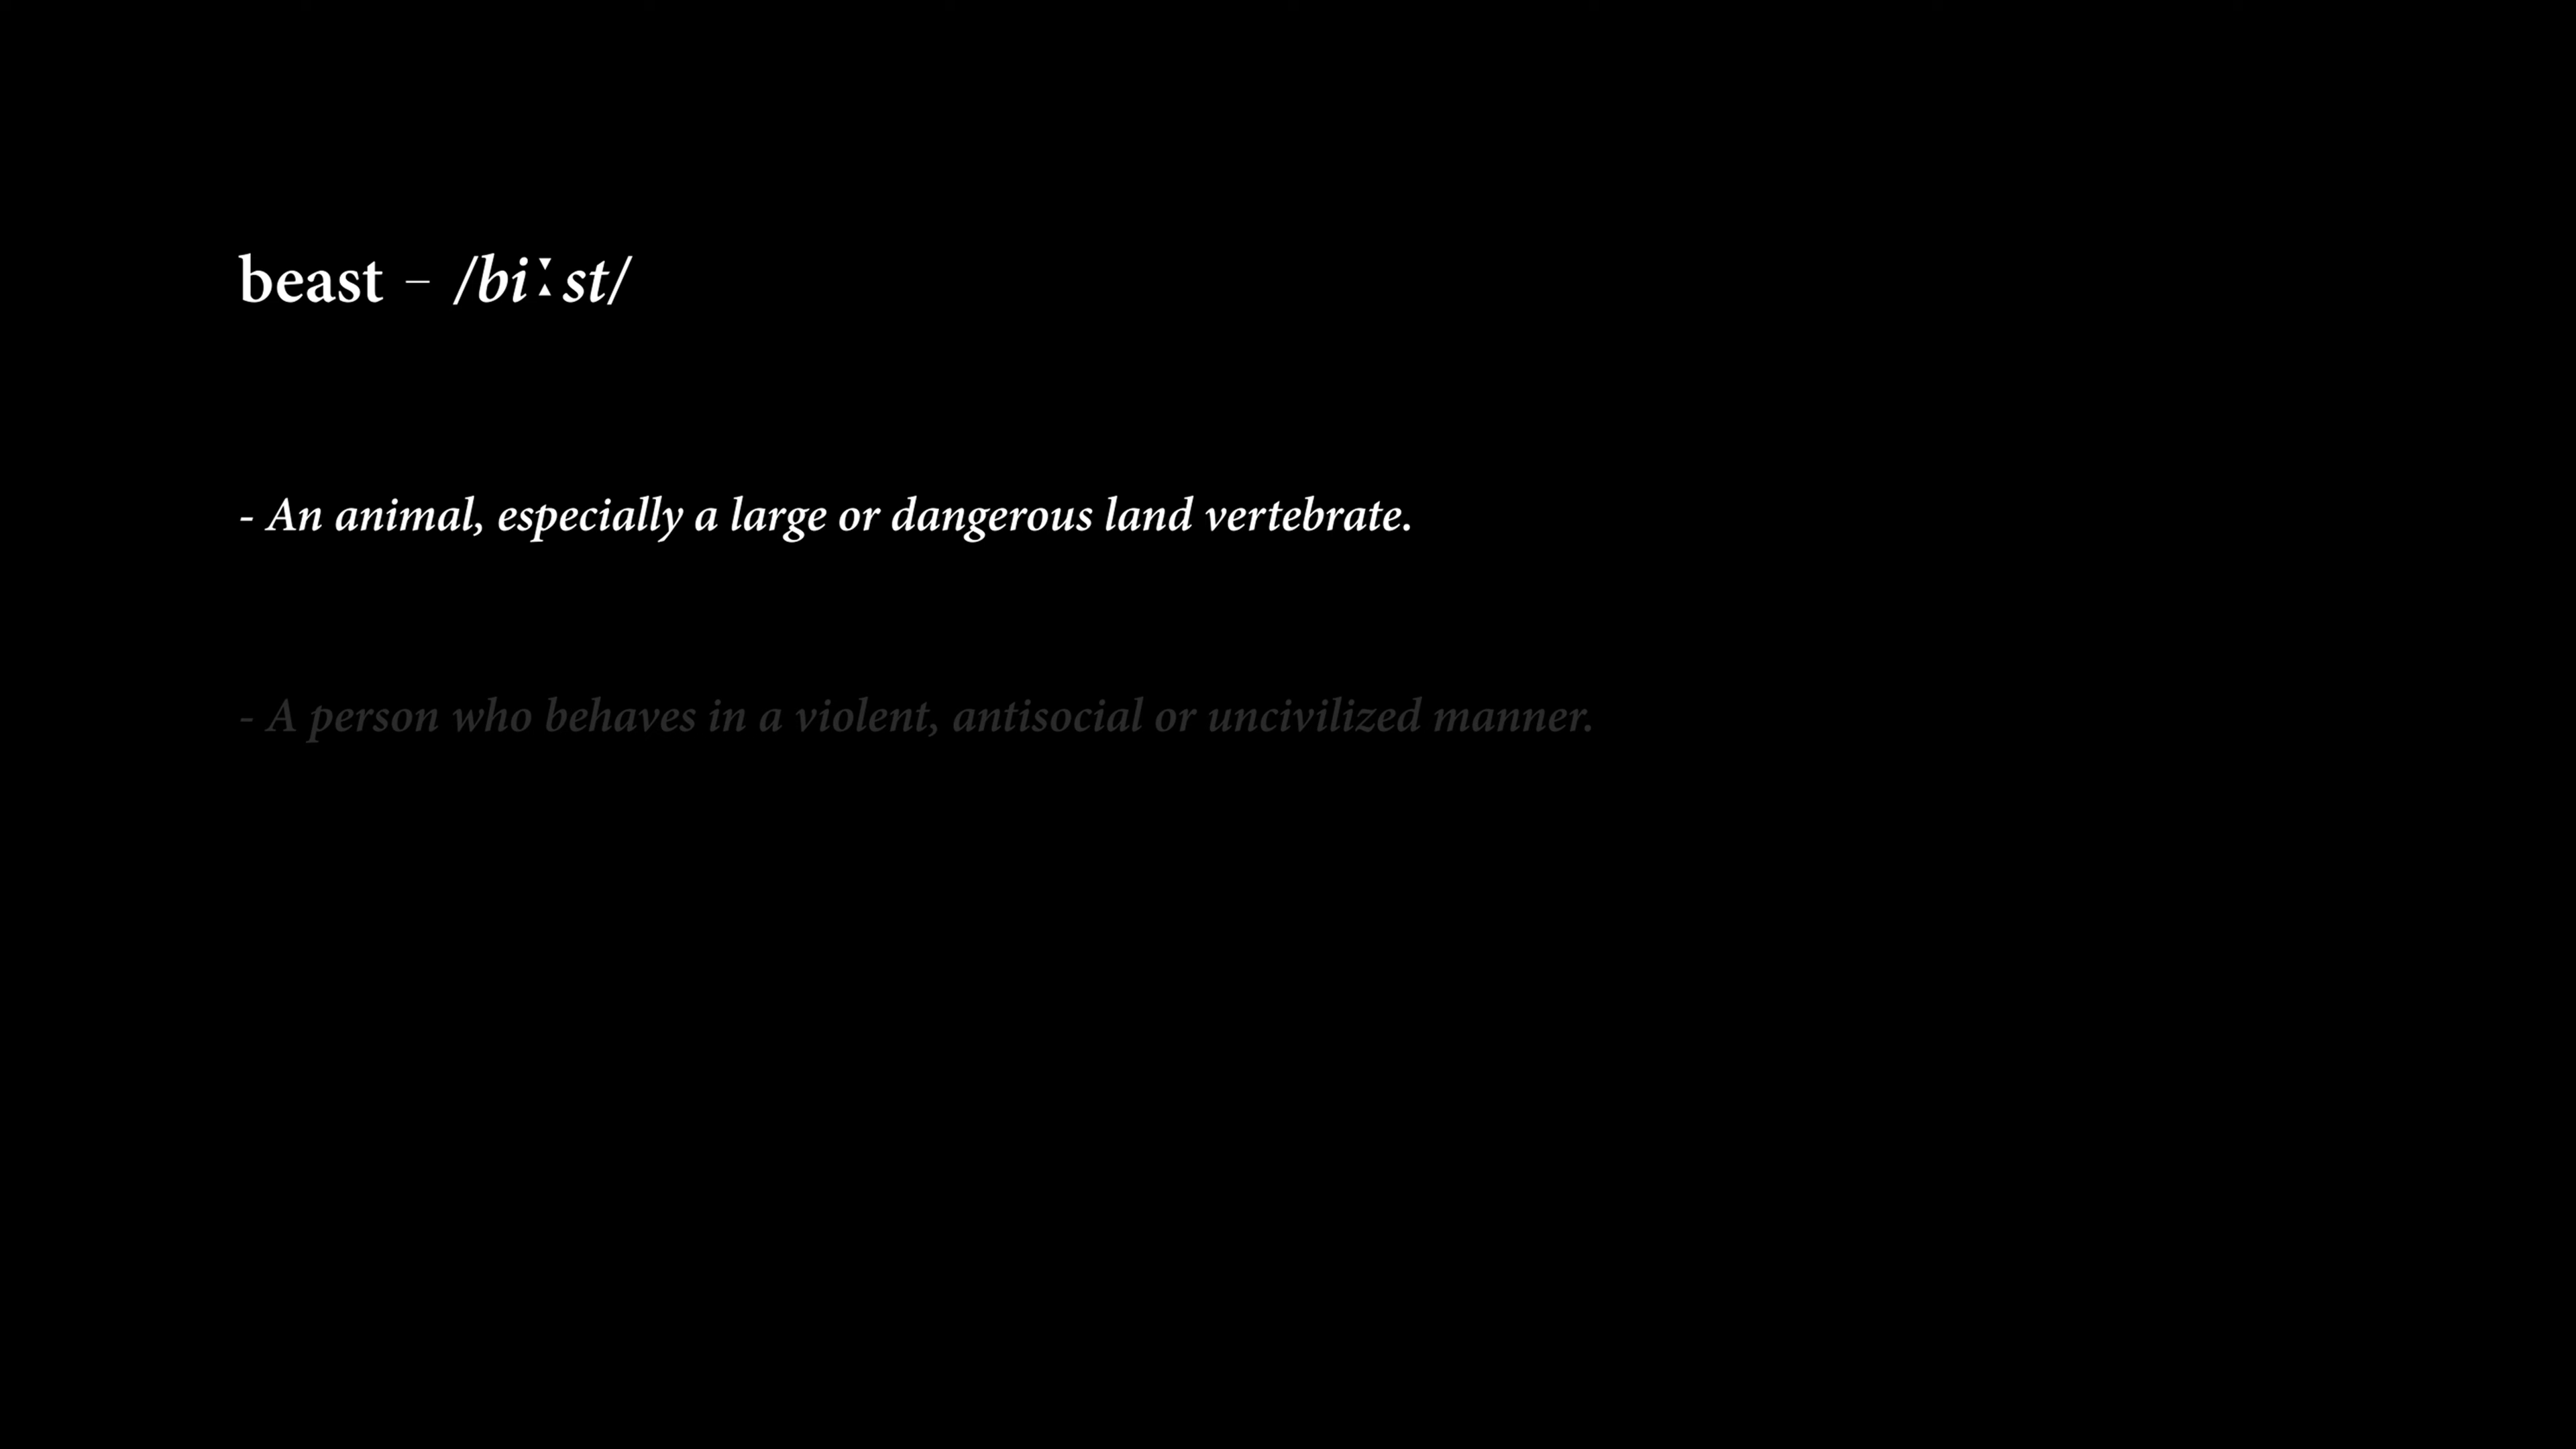 beast – /biːst/
- An animal, especially a large or dangerous land vertebrate.
- A person who behaves in a violent, antisocial or uncivilized manner.